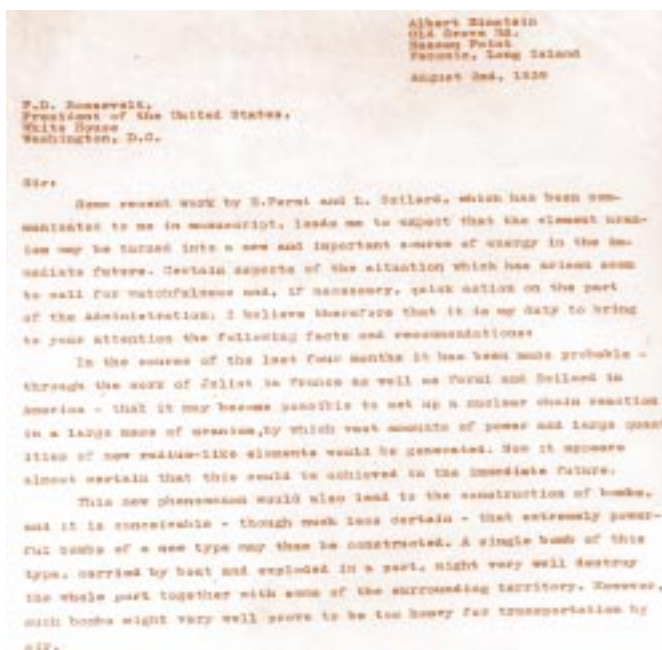 Albert Einstein
Old Grove Rd.
Nassau Point
Peconic, Long Island
August 2nd, 1939
F.D. Roosevelt,
President of the United States,
White House
Washington, D.C.
Sir:
Some recent work by E.Fermi and L. Szilard, which has been com-
municated to me in manuscript, leads me to expect that the element uran-
ium may be turned into a new and important source of energy in the im-
mediate future. Certain aspects of the situation which has arisen seem
to call for watchfulness and, if necessary, quick action on the part
of the Administration. I believe therefore that it is my duty to bring
to your attention the following facts and recommendations:
In the course of the last four months it has been made probable -
through the work of Joliot in France as well as Fermi and Szilard in
America - that it may become possible to set up a nuclear chain reaction
in a large mass of uranium,by which vast amounts of power and large quant
ities of new radium-like elements would be generated. Now it appears
almost certain that this could be achieved in the immediate future.
This new phenomenon would also lead to the construction of bombs,
and it is conceivable - though much less certain - that extremely power-
ful bombs of a new type may thus be constructed. A single bomb of this
type, carried by boat and exploded in a port, might very well destroy
the whole port together with some of the surrounding territory. However,
such bombs might very well prove to be too heavy for transportation by
air.